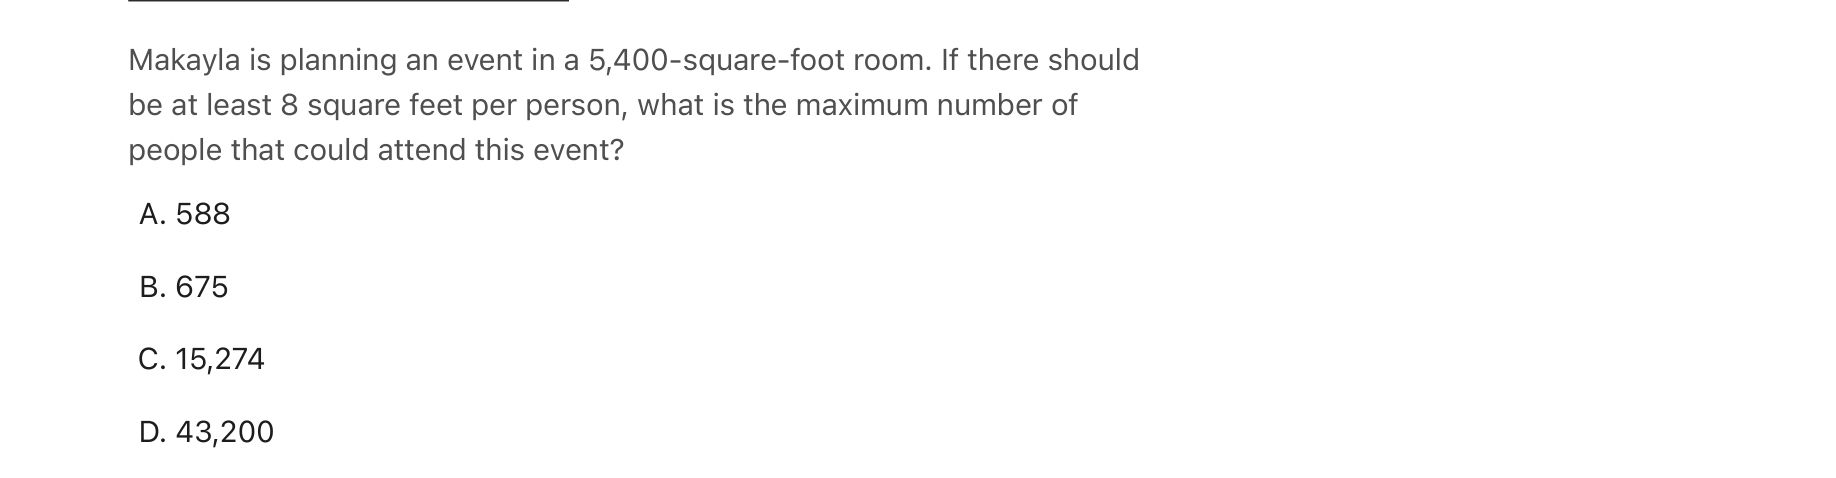 Makayla is planning an event in a 5,400-square-foot room. If there should
be at least 8 square feet per person, what is the maximum number of
people that could attend this event?
A. 588
B. 675
C. 15,274
D. 43,200